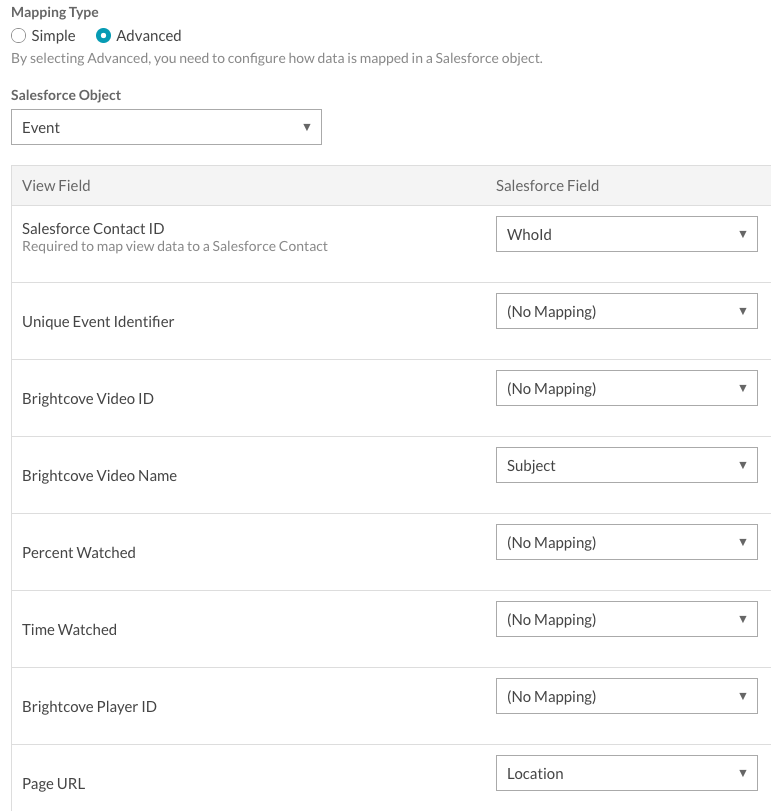 Mapping Type
Simple Advanced
By selecting Advanced, you need to configure how data is mapped in a Salesforce object.
Salesforce Object
Event
View Field Salesforce Field
Salesforce Contact ID
Required to map view data to a Salesforce Contact
WhoId
Unique Event Identifier
(No Mapping)
Brightcove Video ID
(No Mapping)
Brightcove Video Name
Subject
Percent Watched
(No Mapping)
Time Watched
(No Mapping)
Brightcove Player ID
(No Mapping)
Page URL
Location